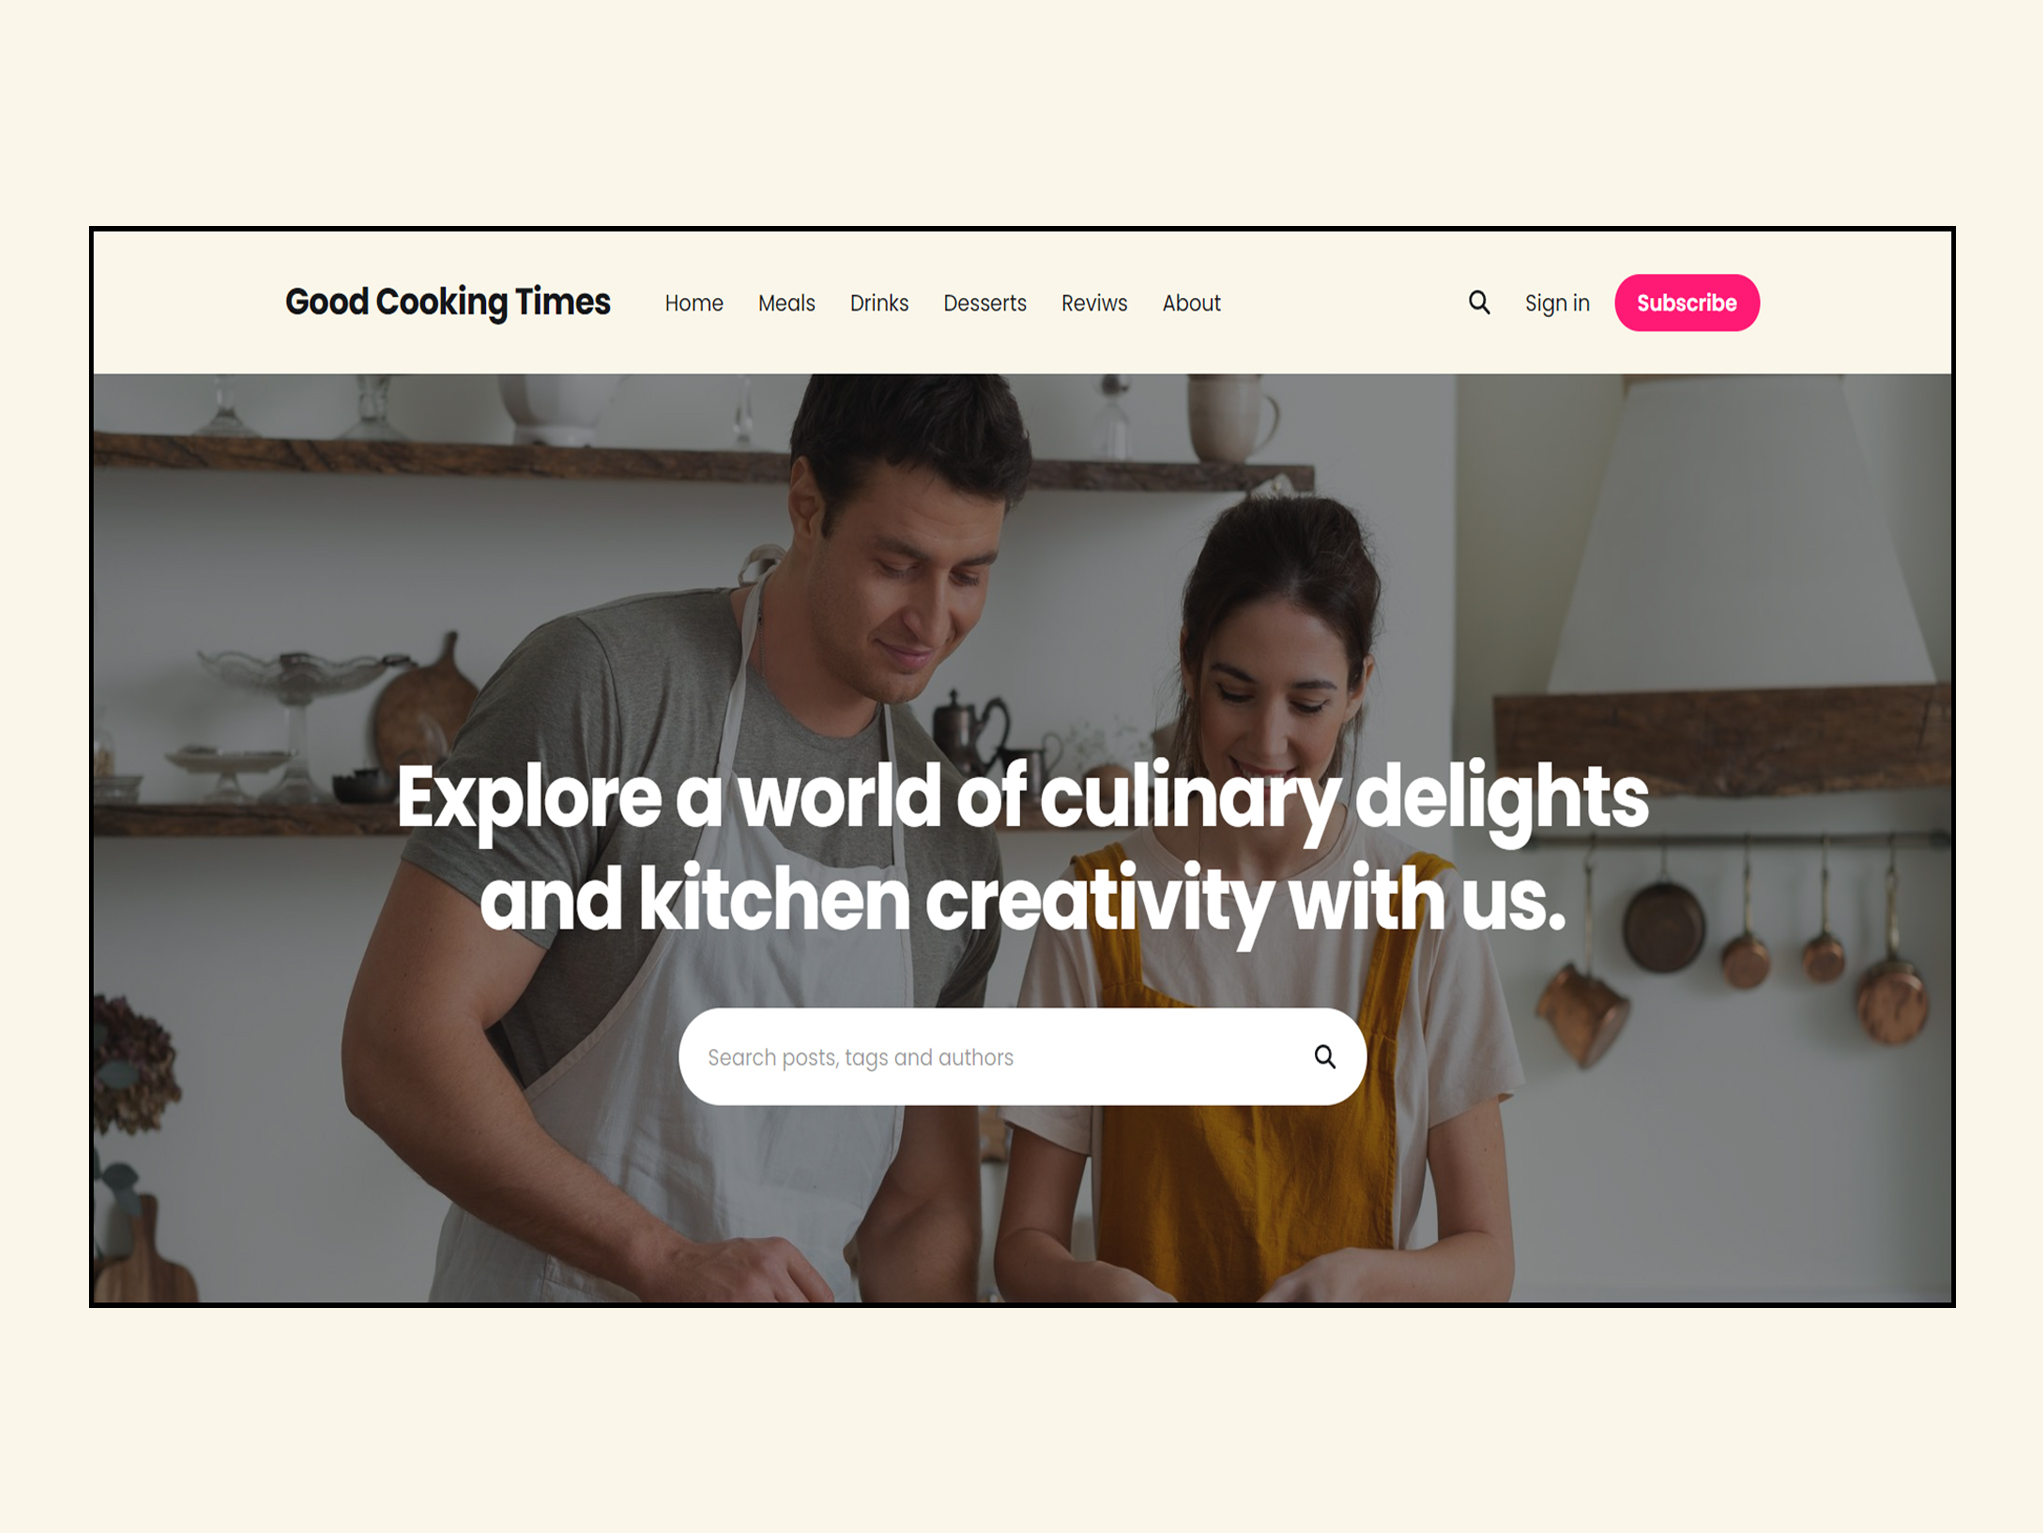 Good Cooking Times Home Meals Drinks Desserts Reviws About Sign in Subscribe
Explore a world of culinary delights
and kitchen creativity with us.
Search posts, tags and authors